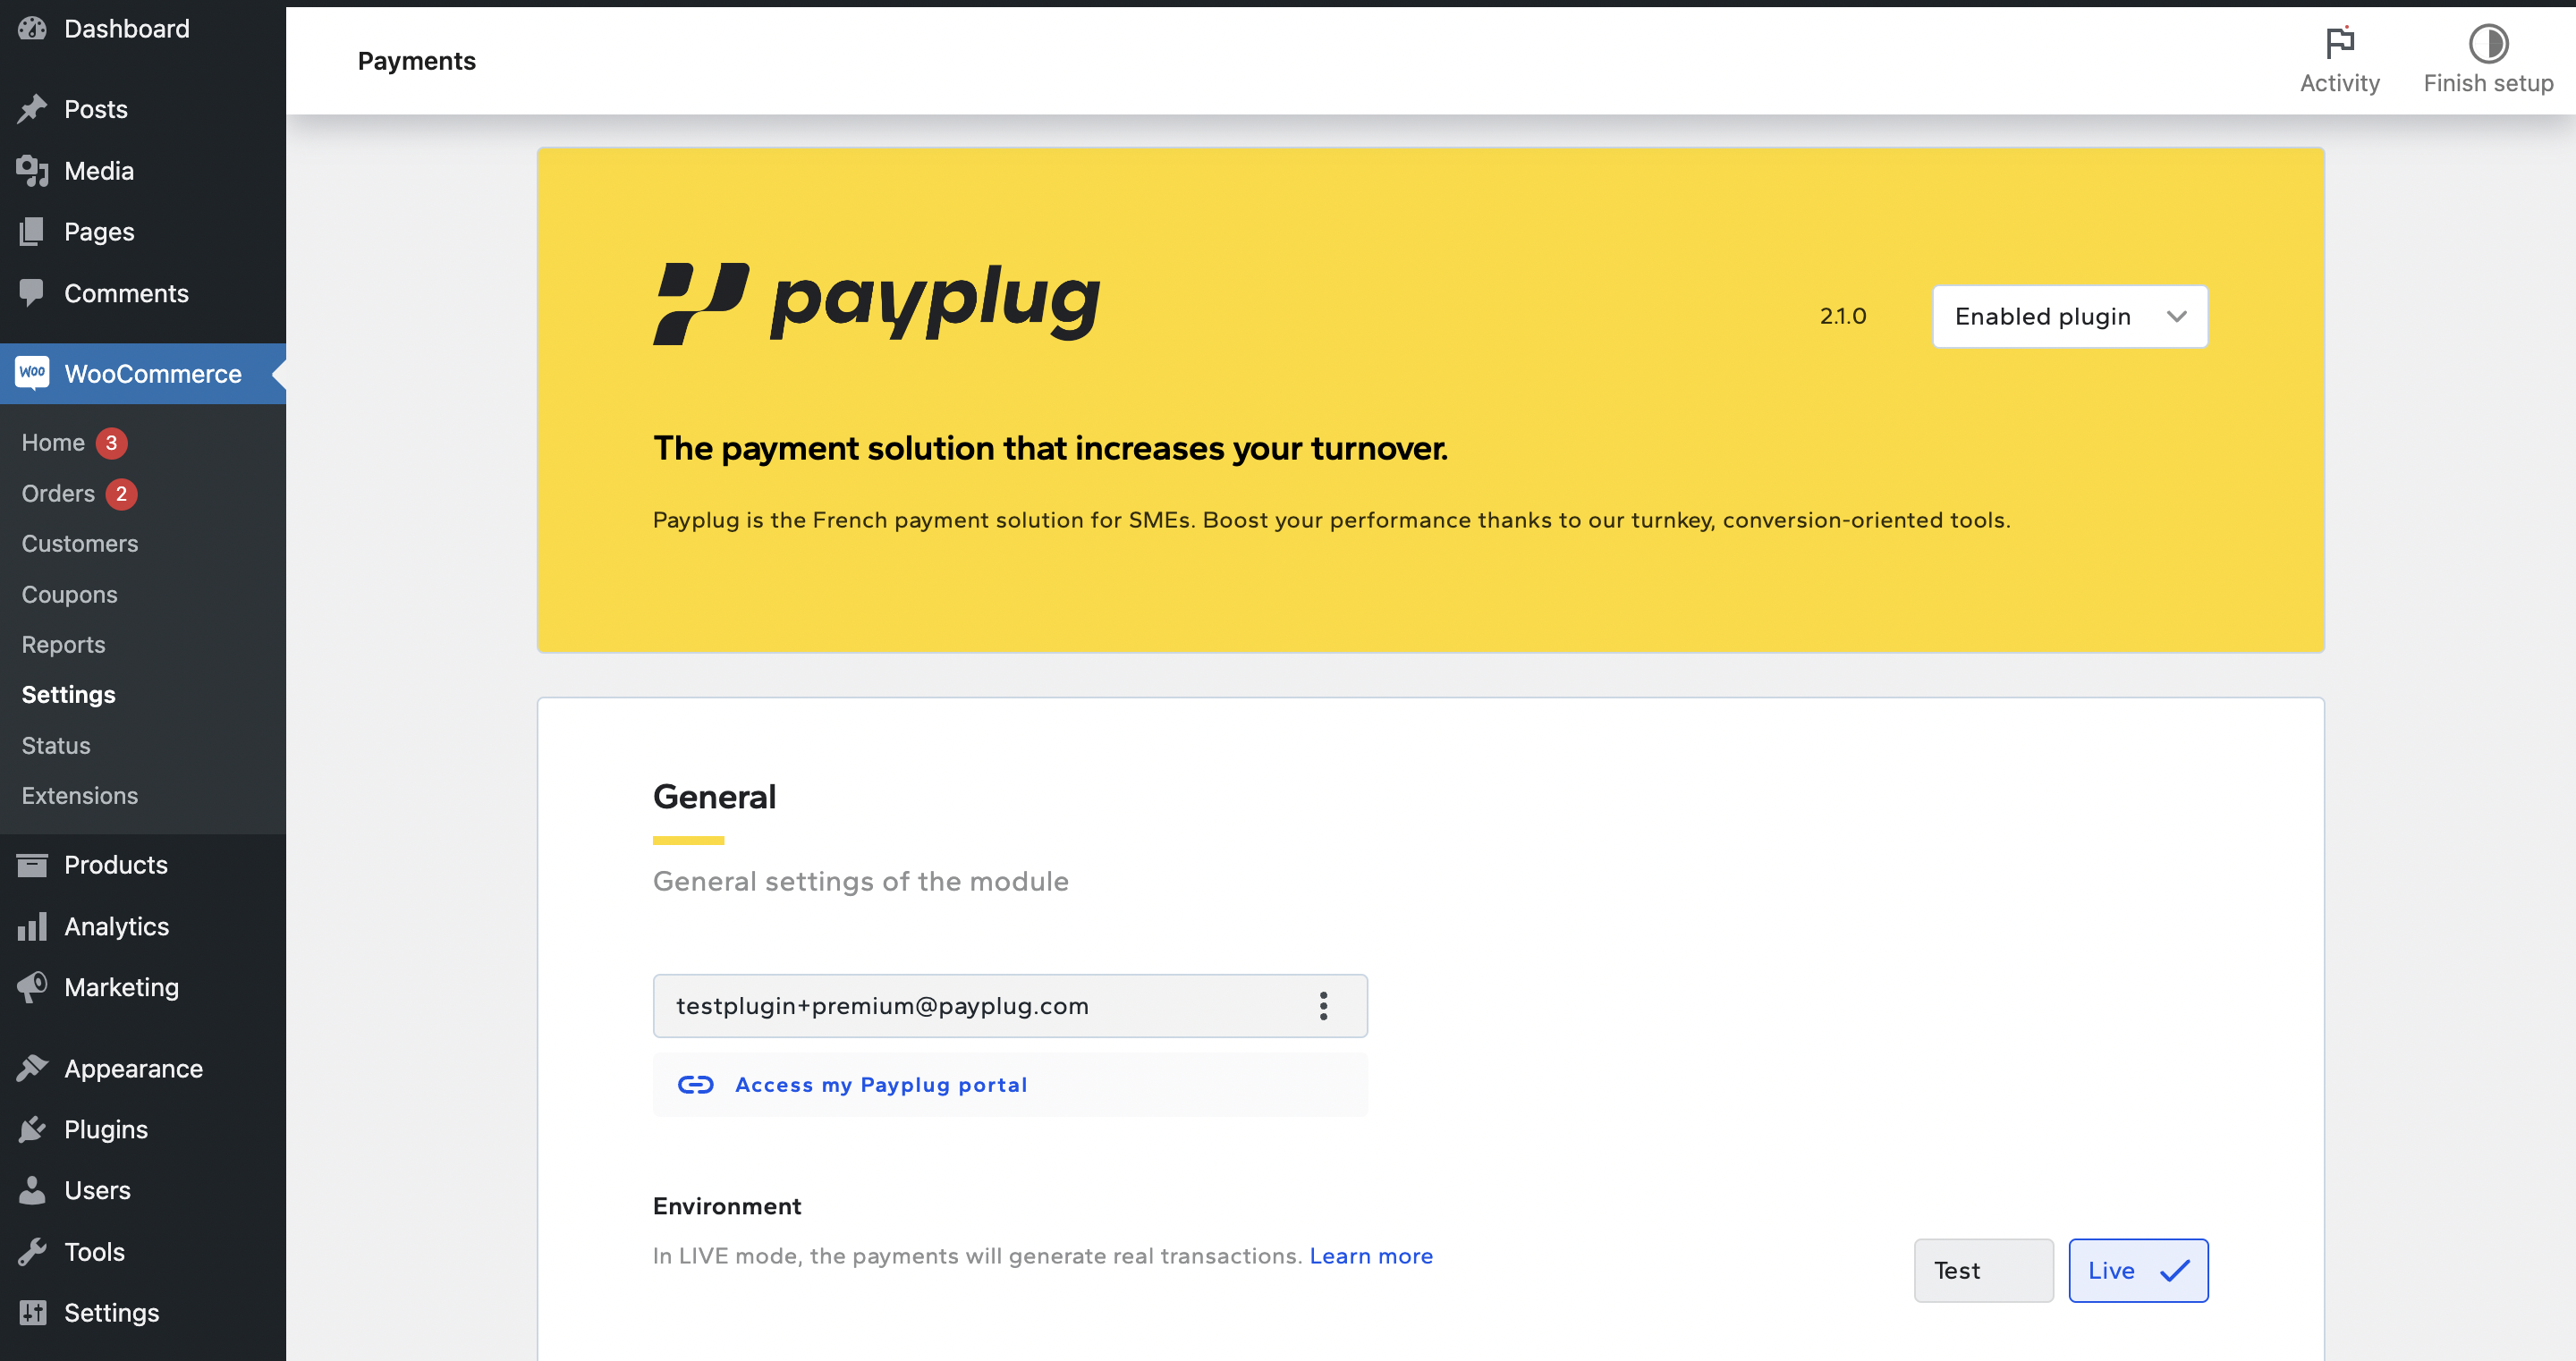 Dashboard
Posts
Media
Pages
Comments
Woo WooCommerce
Home 3
Orders 2
Customers
Coupons
Reports
Settings
Status
Extensions
Products
Analytics
Marketing
Appearance
Plugins
Users
Tools
Settings
Payments
Activity
Finish setup
payplug
2.1.0
Enabled plugin
The payment solution that increases your turnover.
Payplug is the French payment solution for SMEs. Boost your performance thanks to our turnkey, conversion-oriented tools.
General
General settings of the module
testplugin+premium@payplug.com
Access my Payplug portal
Environment
In LIVE mode, the payments will generate real transactions. Learn more
Test
Live